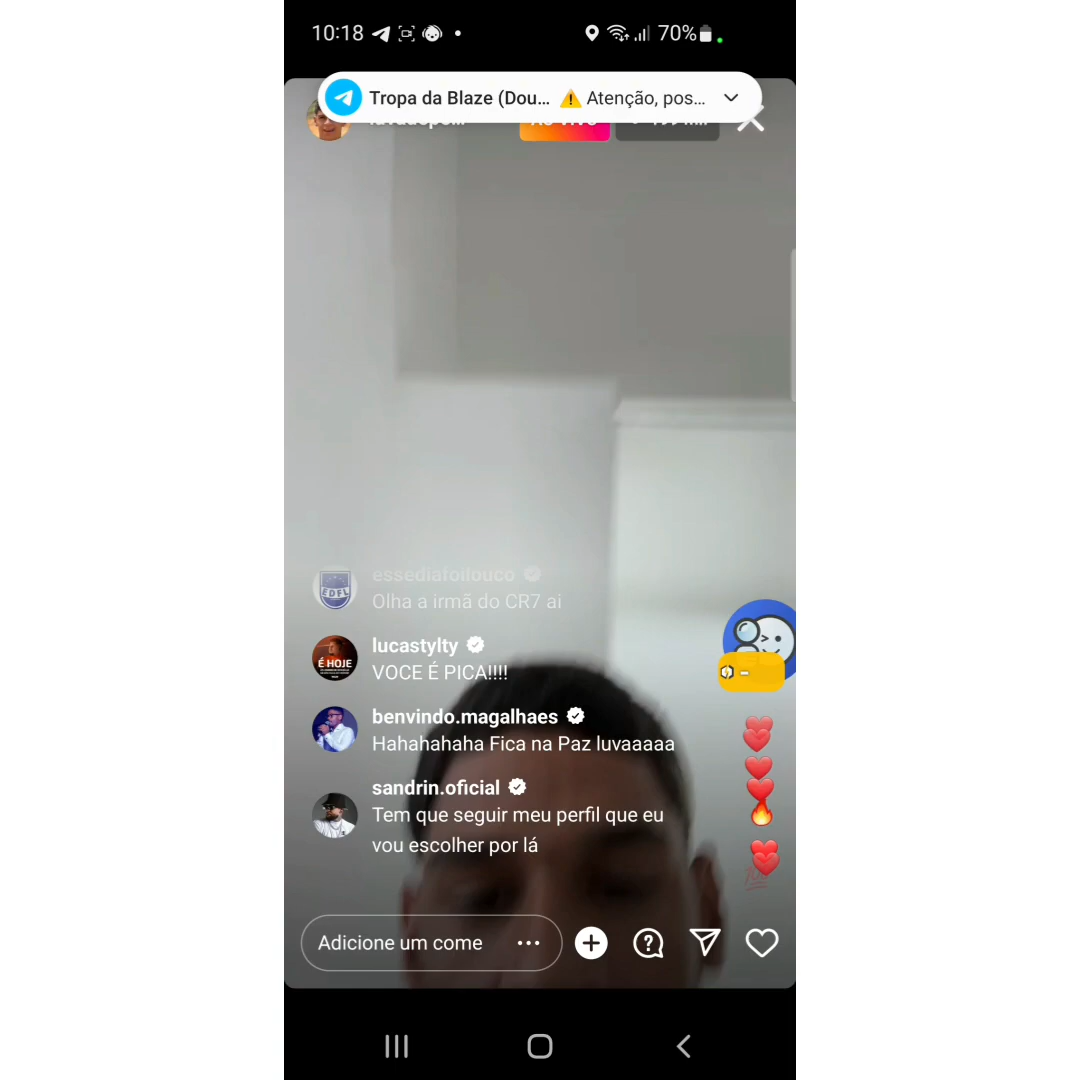 10:18
70%
Tropa da Blaze (Dou... ⚠️ Atenção, pos...
essediafoilouco
EDFL
Olha a irmã do CR7 ai
lucastylty
É HOJE
VOCE É PICA!!!!
benvindo.magalhaes
Hahahahaha Fica na Paz luvaaaaa
sandrin.oficial
Tem que seguir meu perfil que eu
vou escolher por lá
Adicione um come